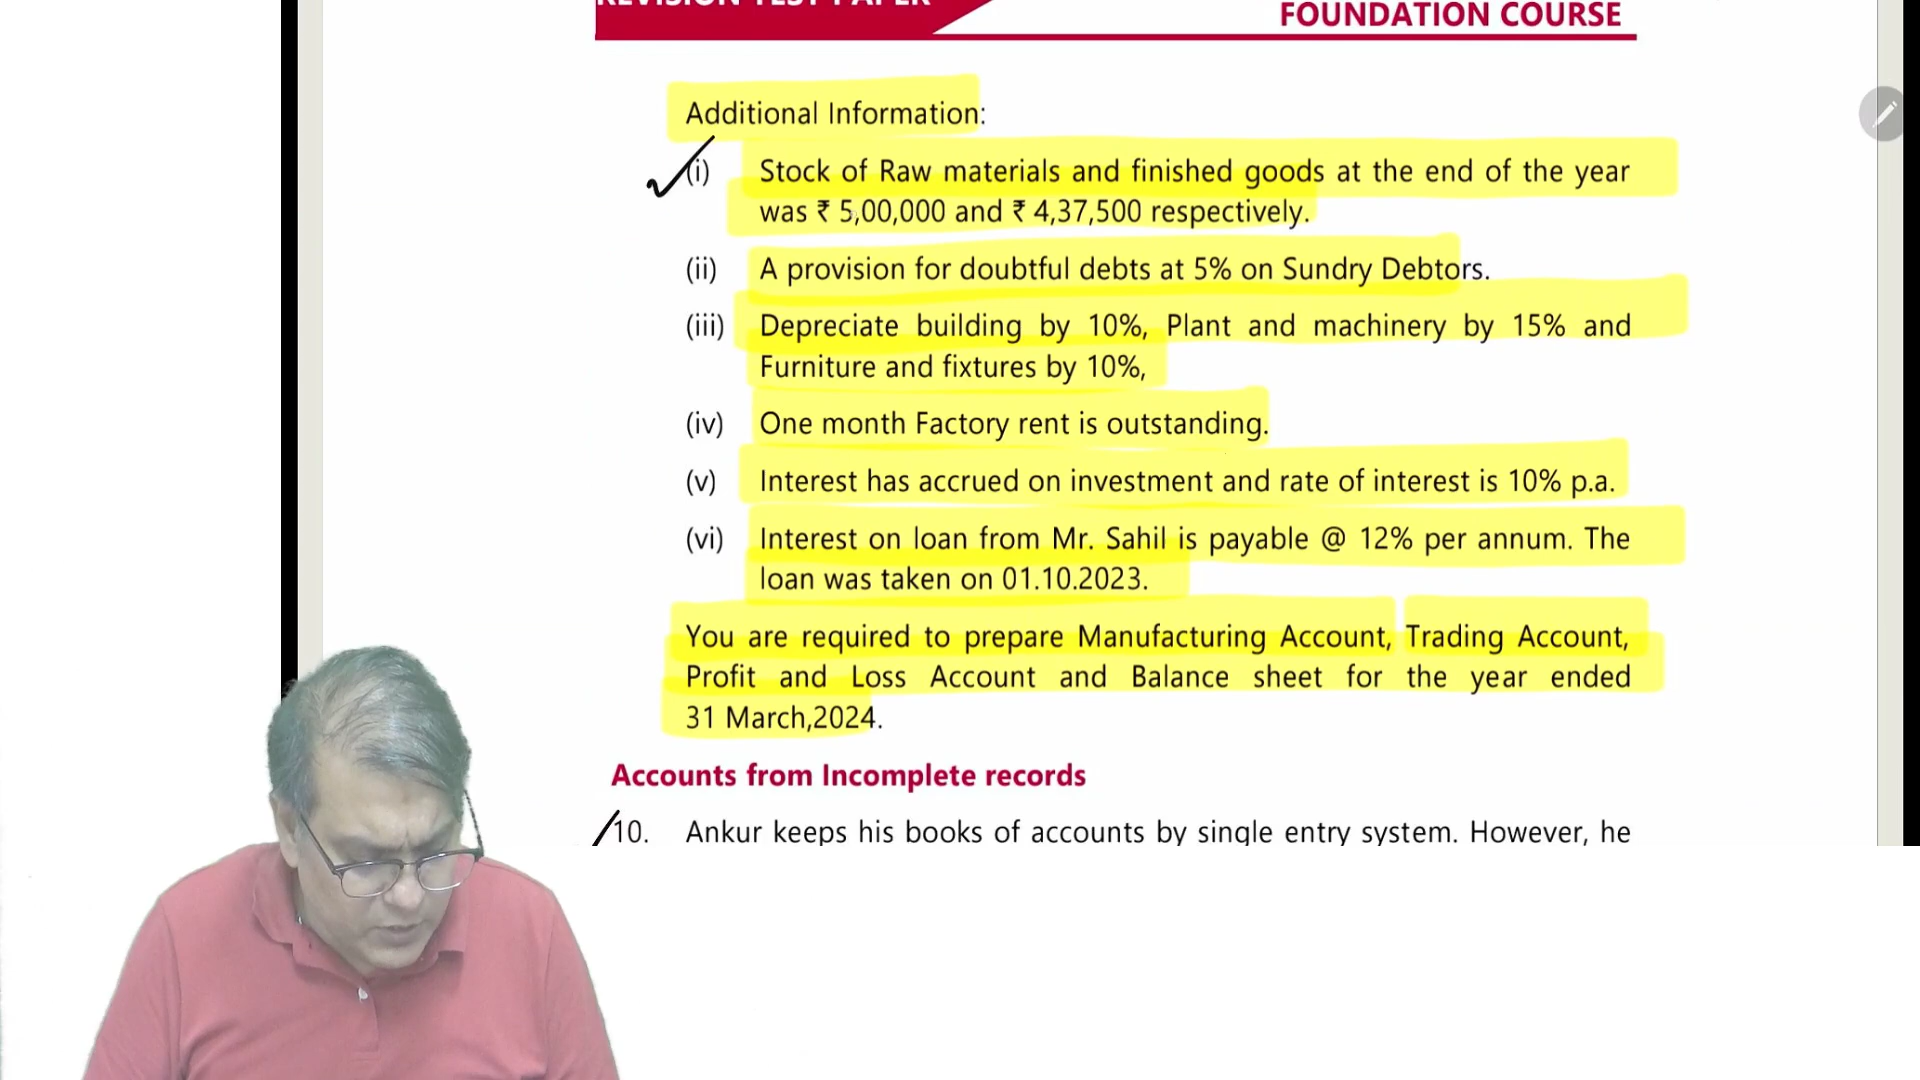 REVISION TEST PAPER
FOUNDATION COURSE
Additional Information:
(i) Stock of Raw materials and finished goods at the end of the year
was ₹ 5,00,000 and ₹ 4,37,500 respectively.
(ii) A provision for doubtful debts at 5% on Sundry Debtors.
(iii) Depreciate building by 10%, Plant and machinery by 15% and
Furniture and fixtures by 10%,
(iv) One month Factory rent is outstanding.
(v) Interest has accrued on investment and rate of interest is 10% p.a.
(vi) Interest on loan from Mr. Sahil is payable @ 12% per annum. The
loan was taken on 01.10.2023.
You are required to prepare Manufacturing Account, Trading Account,
Profit and Loss Account and Balance sheet for the year ended
31 March,2024.
Accounts from Incomplete records
10. Ankur keeps his books of accounts by single entry system. However, he